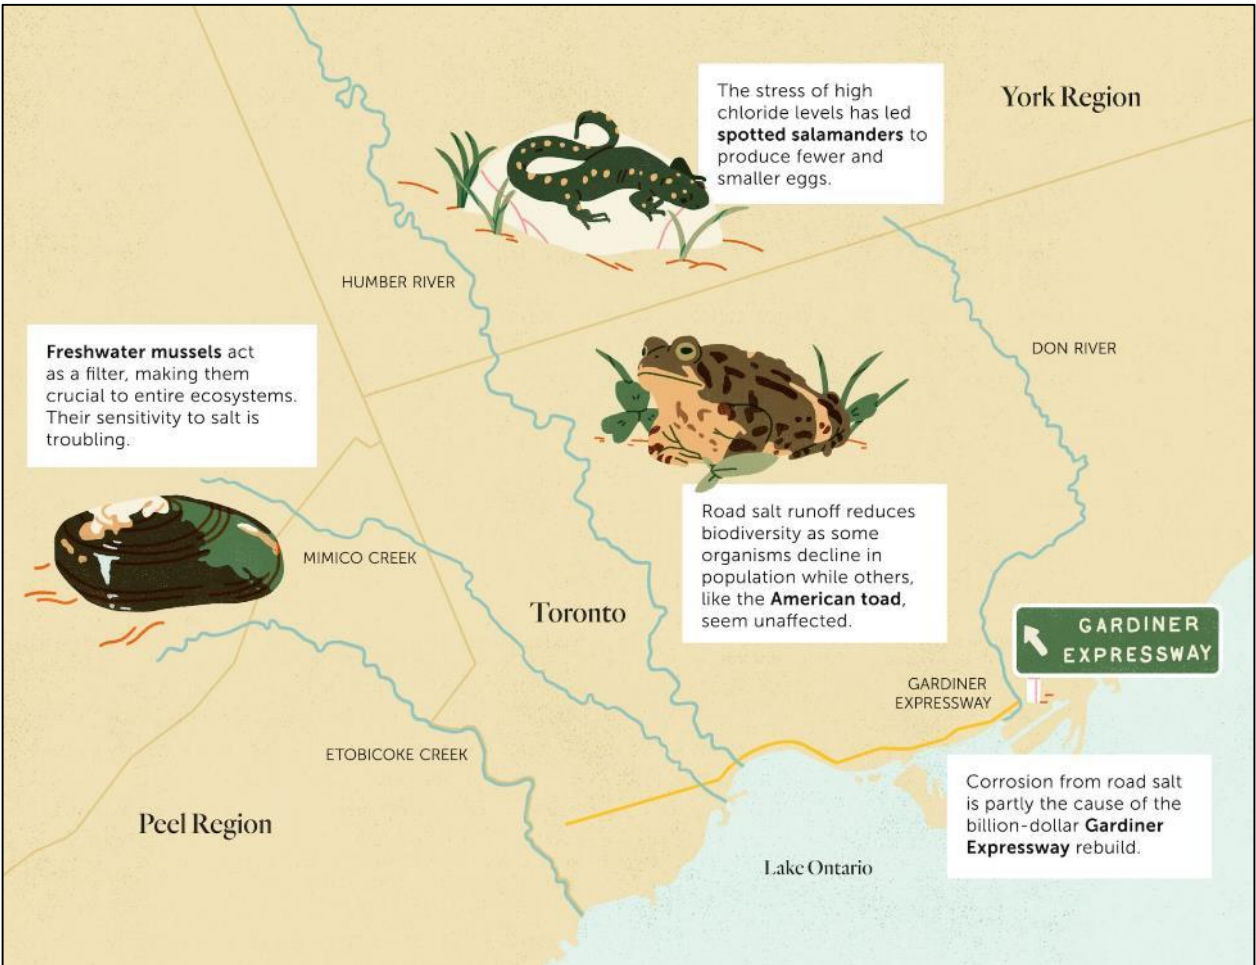 The stress of high
chloride levels has led
spotted salamanders to
produce fewer and
smaller eggs.
York Region
HUMBER RIVER
DON RIVER
Freshwater mussels act
as a filter, making them
crucial to entire ecosystems.
Their sensitivity to salt is
troubling.
MIMICO CREEK
Road salt runoff reduces
biodiversity as some
organisms decline in
population while others,
like the American toad,
seem unaffected.
Toronto
GARDINER
EXPRESSWAY
GARDINER
EXPRESSWAY
ETOBICOKE CREEK
Corrosion from road salt
is partly the cause of the
billion-dollar Gardiner
Expressway rebuild.
Peel Region
Lake Ontario